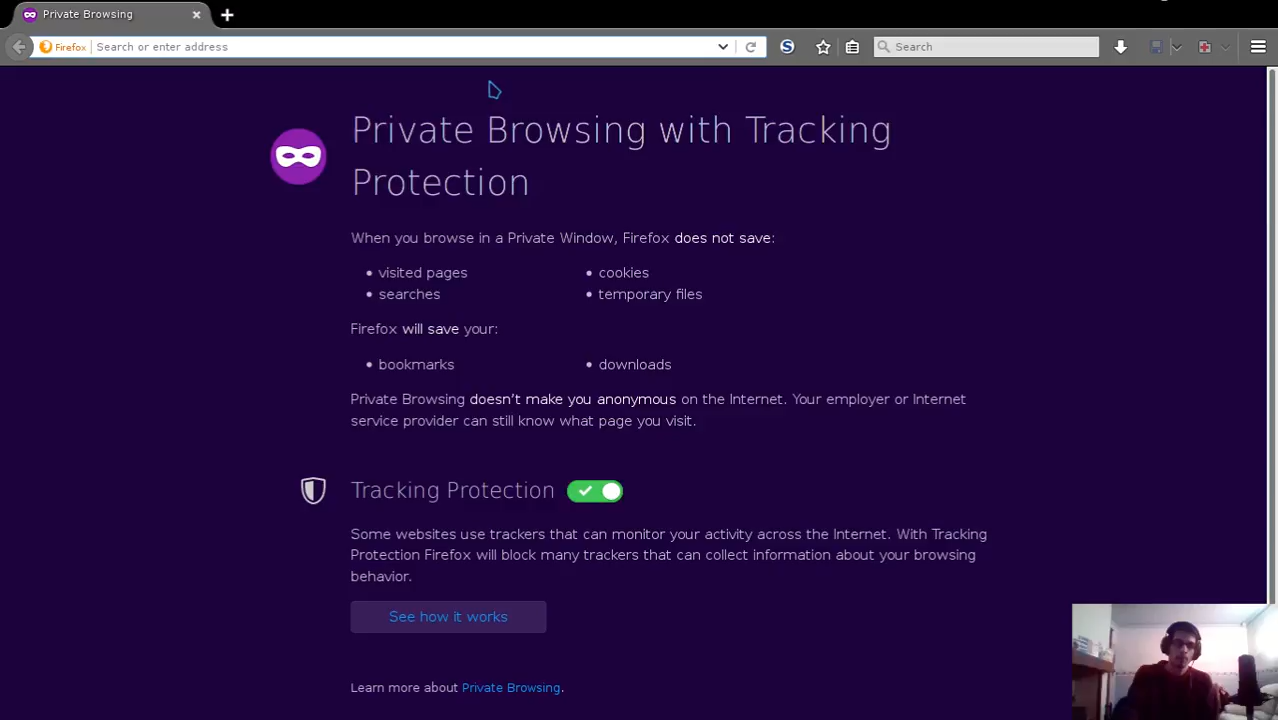 Private Browsing
Firefox Search or enter address
Search
Private Browsing with Tracking
Protection
When you browse in a Private Window, Firefox does not save:
• visited pages • cookies
• searches • temporary files
Firefox will save your:
• bookmarks • downloads
Private Browsing doesn't make you anonymous on the Internet. Your employer or Internet
service provider can still know what page you visit.
Tracking Protection
Some websites use trackers that can monitor your activity across the Internet. With Tracking
Protection Firefox will block many trackers that can collect information about your browsing
behavior.
See how it works
Learn more about Private Browsing.